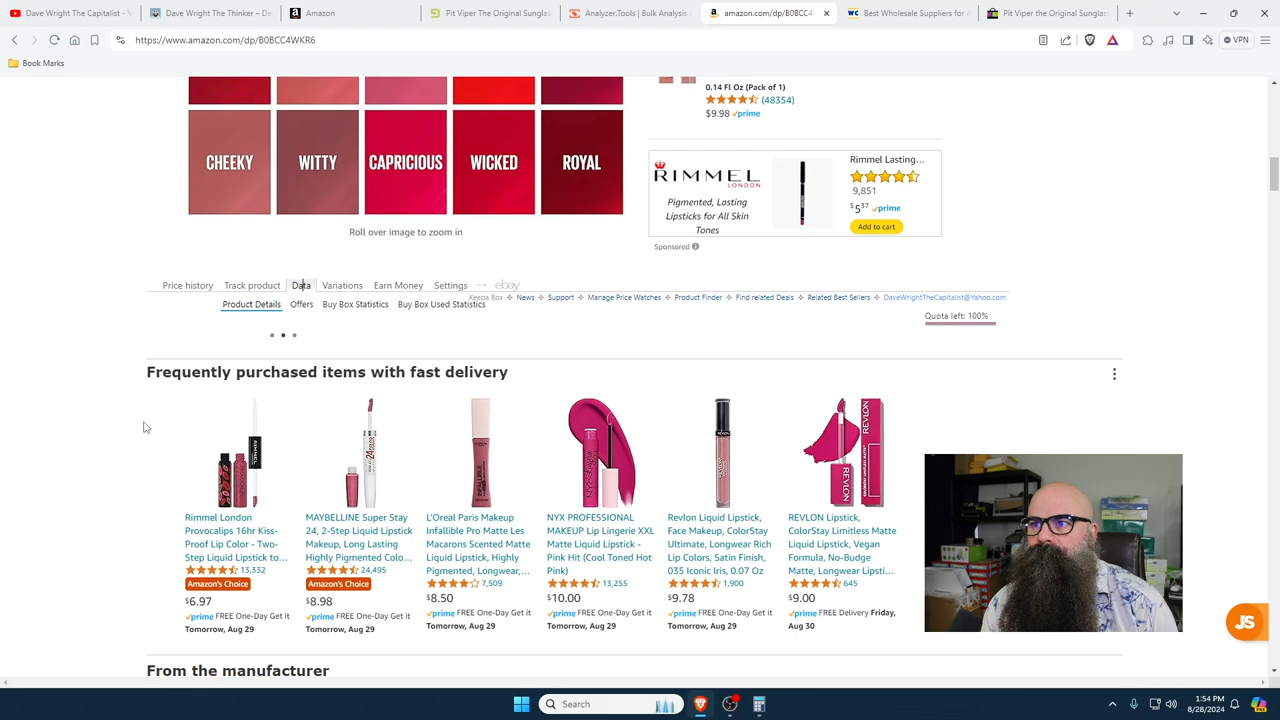 Dave Wright The Capitalist - Yo
Dave Wright The Thinker - De
Amazon
Pit Viper The Original Sunglas
Analyzer.Tools | Bulk Analysis
amazon.com/dp/B0BCC4V
Best Wholesale Suppliers for A
Pit Viper the Original Sunglass
https://www.amazon.com/dp/B0BCC4WKR6
VPN
Book Marks
CHEEKY
WITTY
CAPRICIOUS
WICKED
ROYAL
Roll over image to zoom in
0.14 Fl Oz (Pack of 1)
(48354)
$9.98 prime
RIMMEL
LONDON
Pigmented, Lasting
Lipsticks for All Skin
Tones
Rimmel Lasting...
9,851
$5 37 prime
Add to cart
Sponsored
Price history Track product Data Variations Earn Money Settings ebay
Product Details Offers Buy Box Statistics Buy Box Used Statistics
Keepa Box News Support Manage Price Watches Product Finder Find related Deals Related Best Sellers DaveWrightTheCapitalist@Yahoo.com
Quota left: 100%
Frequently purchased items with fast delivery
Rimmel London
Provocalips 16hr Kiss-
Proof Lip Color - Two-
Step Liquid Lipstick to...
13,332
Amazon's Choice
$6.97
prime FREE One-Day Get it
Tomorrow, Aug 29
MAYBELLINE Super Stay
24, 2-Step Liquid Lipstick
Makeup, Long Lasting
Highly Pigmented Colo...
24,495
Amazon's Choice
$8.98
prime FREE One-Day Get it
Tomorrow, Aug 29
L'Oreal Paris Makeup
Infallible Pro Matte Les
Macarons Scented Matte
Liquid Lipstick, Highly
Pigmented, Longwear,...
7,509
$8.50
prime FREE One-Day Get it
Tomorrow, Aug 29
NYX PROFESSIONAL
MAKEUP Lip Lingerie XXL
Matte Liquid Lipstick -
Pink Hit (Cool Toned Hot
Pink)
13,255
$10.00
prime FREE One-Day Get it
Tomorrow, Aug 29
Revlon Liquid Lipstick,
Face Makeup, ColorStay
Ultimate, Longwear Rich
Lip Colors, Satin Finish,
035 Iconic Iris, 0.07 Oz
1,900
$9.78
prime FREE One-Day Get it
Tomorrow, Aug 29
REVLON
REVLON Lipstick,
ColorStay Limitless Matte
Liquid Lipstick, Vegan
Formula, No-Budge
Matte, Longwear Lipsti...
645
$9.00
prime FREE Delivery Friday,
Aug 30
JS
From the manufacturer
Search
1:54 PM
8/28/2024